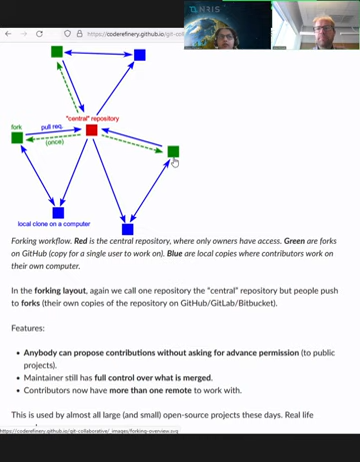 https://coderefinery.github.io/git-coll
NRIS
"central" repository
fork
pull req.
(once)
local clone on a computer
Forking workflow. Red is the central repository, where only owners have access. Green are forks
on GitHub (copy for a single user to work on). Blue are local copies where contributors work on
their own computer.
In the forking layout, again we call one repository the "central" repository but people push
to forks (their own copies of the repository on GitHub/GitLab/Bitbucket).
Features:
• Anybody can propose contributions without asking for advance permission (to public
projects).
• Maintainer still has full control over what is merged.
• Contributors now have more than one remote to work with.
This is used by almost all large (and small) open-source projects these days. Real life
https://coderefinery.github.io/git-collaborative/_images/forking-overview.svg